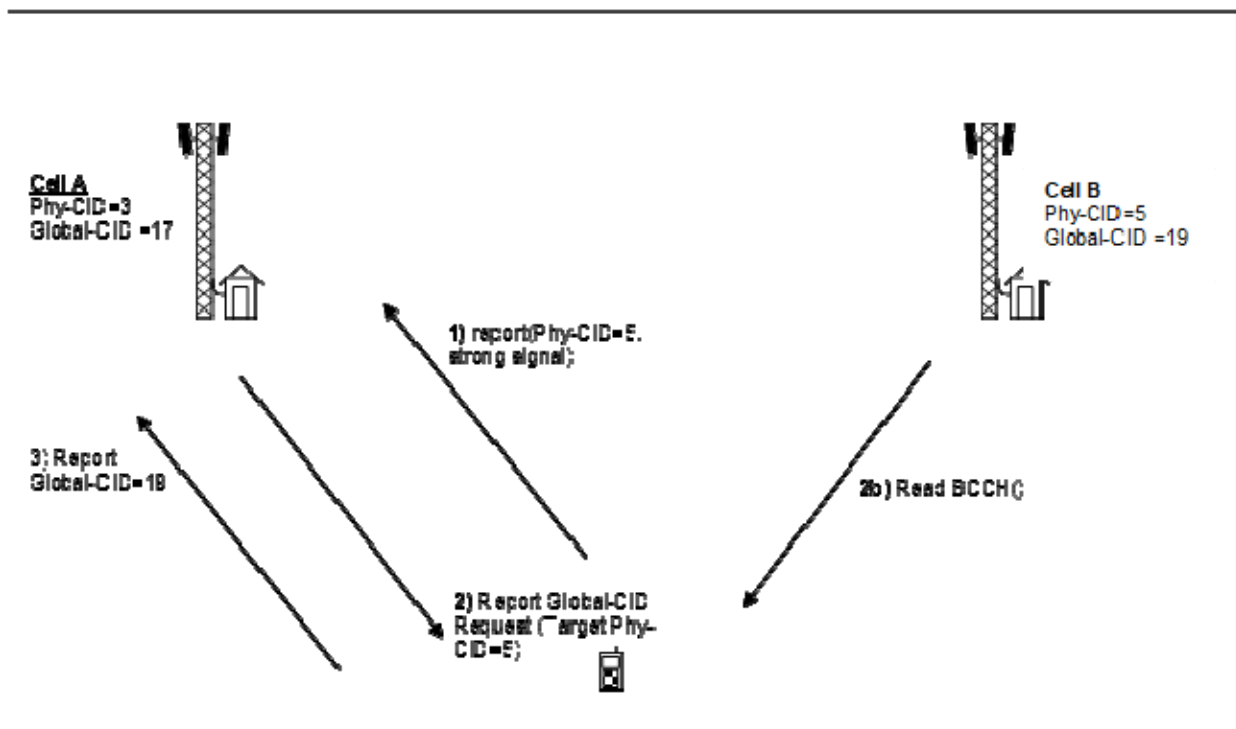 Cell A
Phy-CID=3
Global-CID =17
Cell B
Phy-CID=5
Global-CID =19
1) report(Phy-CID=5,
strong signal)
3) Report
Global-CID=19
2b) Read BCCH()
2) Report Global-CID
Request (Target Phy-
CID=5)